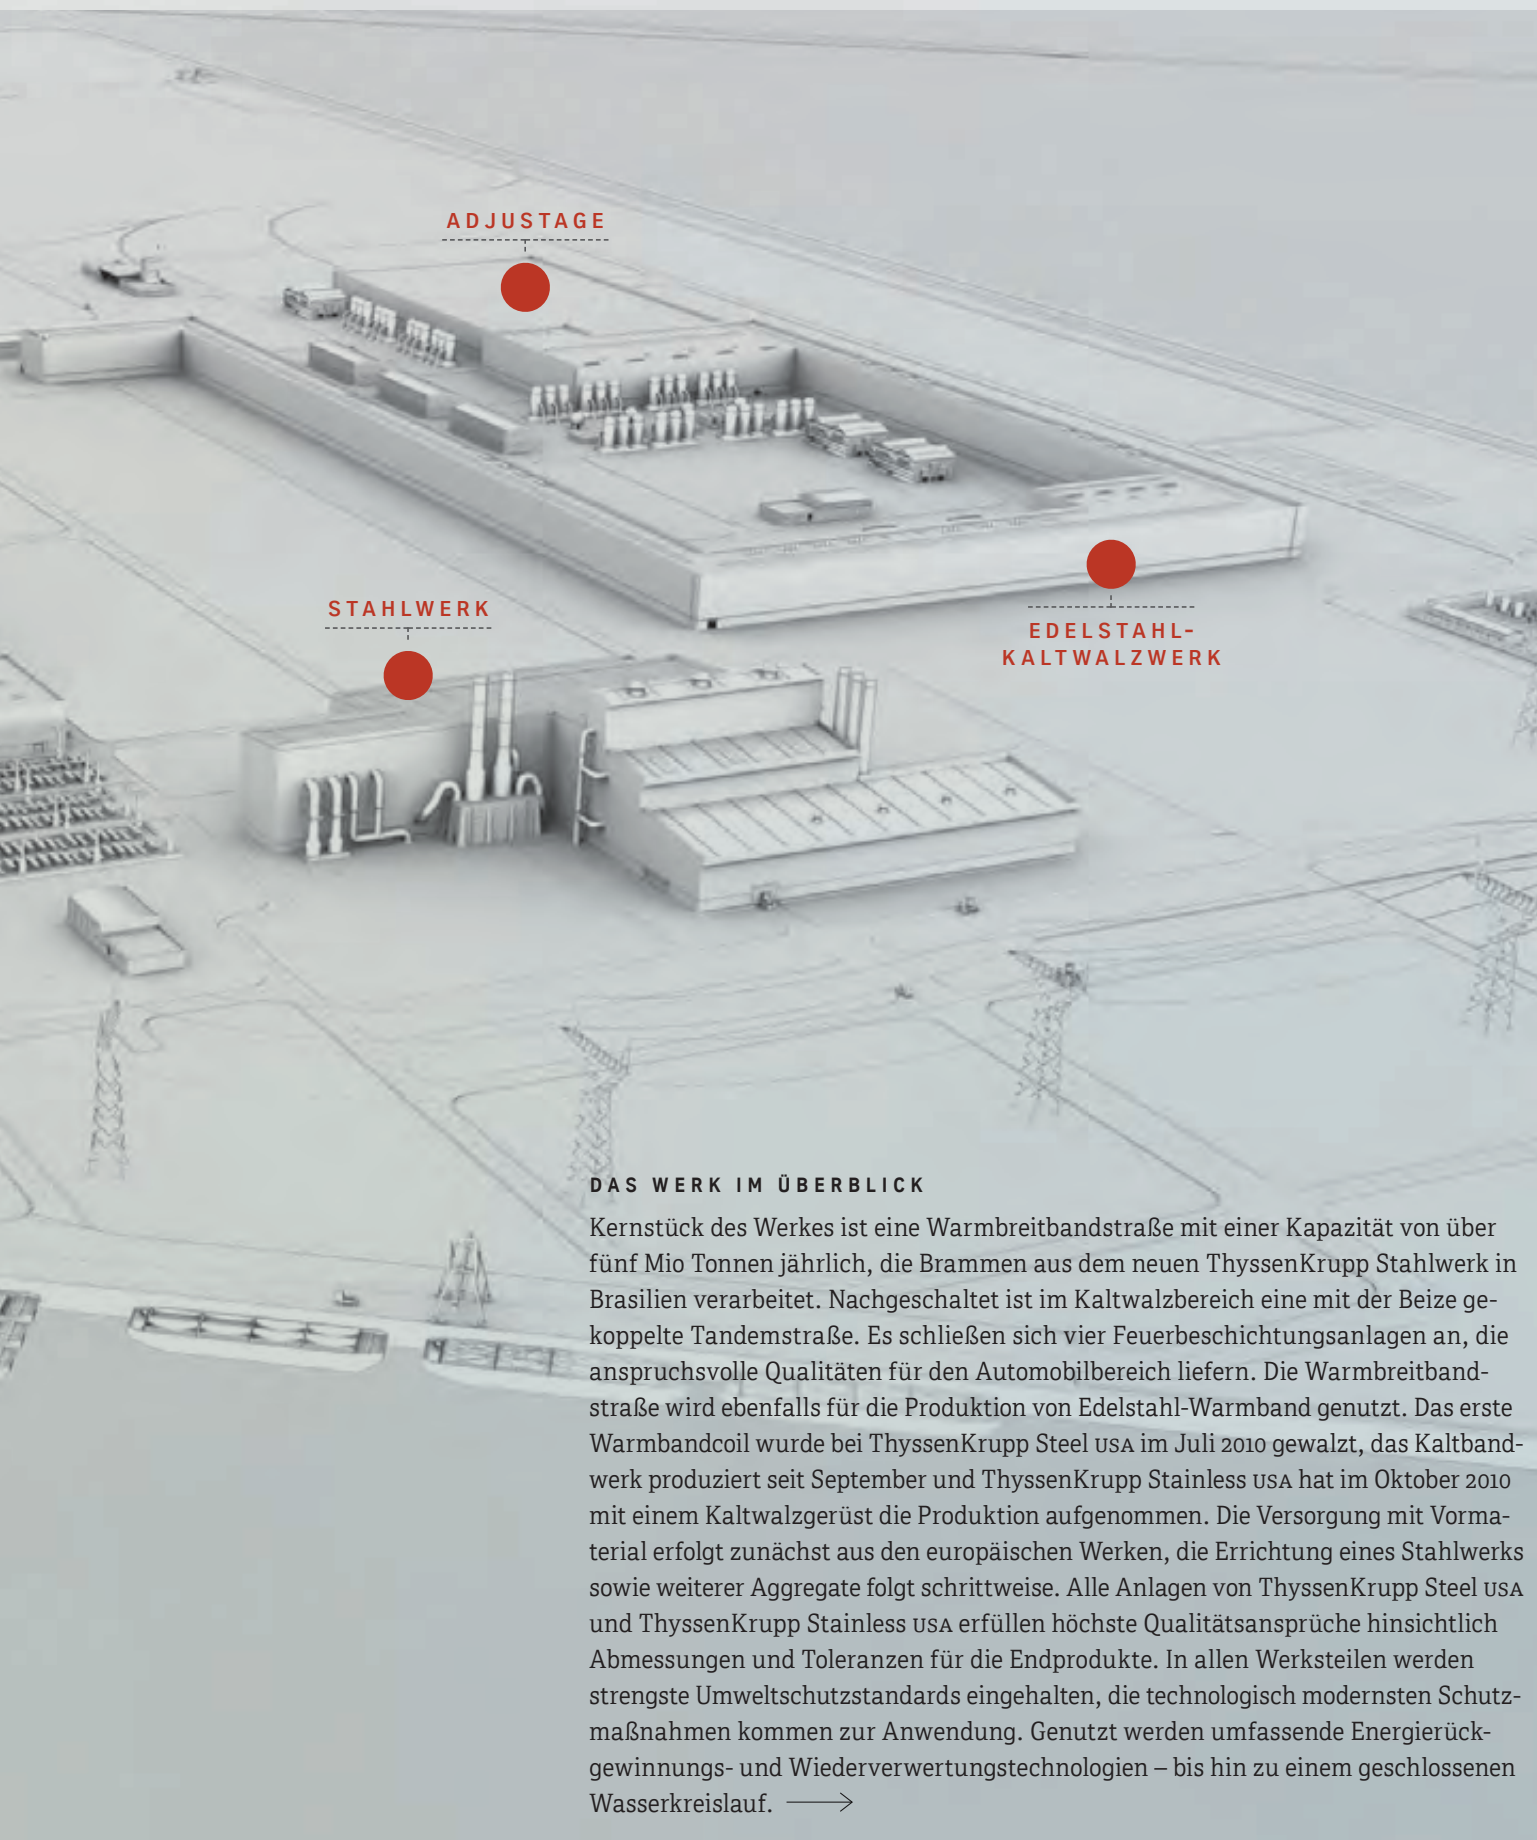 ADJUSTAGE
STAHLWERK
EDELSTAHL-
KALTWALZWERK
DAS WERK IM ÜBERBLICK
Kernstück des Werkes ist eine Warmbreitbandstraße mit einer Kapazität von über
fünf Mio Tonnen jährlich, die Brammen aus dem neuen ThyssenKrupp Stahlwerk in
Brasilien verarbeitet. Nachgeschaltet ist im Kaltwalzbereich eine mit der Beize ge-
koppelte Tandemstraße. Es schließen sich vier Feuerbeschichtungsanlagen an, die
anspruchsvolle Qualitäten für den Automobilbereich liefern. Die Warmbreitband-
straße wird ebenfalls für die Produktion von Edelstahl-Warmband genutzt. Das erste
Warmbandcoil wurde bei ThyssenKrupp Steel USA im Juli 2010 gewalzt, das Kaltband-
werk produziert seit September und ThyssenKrupp Stainless USA hat im Oktober 2010
mit einem Kaltwalzgerüst die Produktion aufgenommen. Die Versorgung mit Vorma-
terial erfolgt zunächst aus den europäischen Werken, die Errichtung eines Stahlwerks
sowie weiterer Aggregate folgt schrittweise. Alle Anlagen von ThyssenKrupp Steel USA
und ThyssenKrupp Stainless USA erfüllen höchste Qualitätsansprüche hinsichtlich
Abmessungen und Toleranzen für die Endprodukte. In allen Werksteilen werden
strengste Umweltschutzstandards eingehalten, die technologisch modernsten Schutz-
maßnahmen kommen zur Anwendung. Genutzt werden umfassende Energierück-
gewinnungs- und Wiederverwertungstechnologien – bis hin zu einem geschlossenen
Wasserkreislauf. →